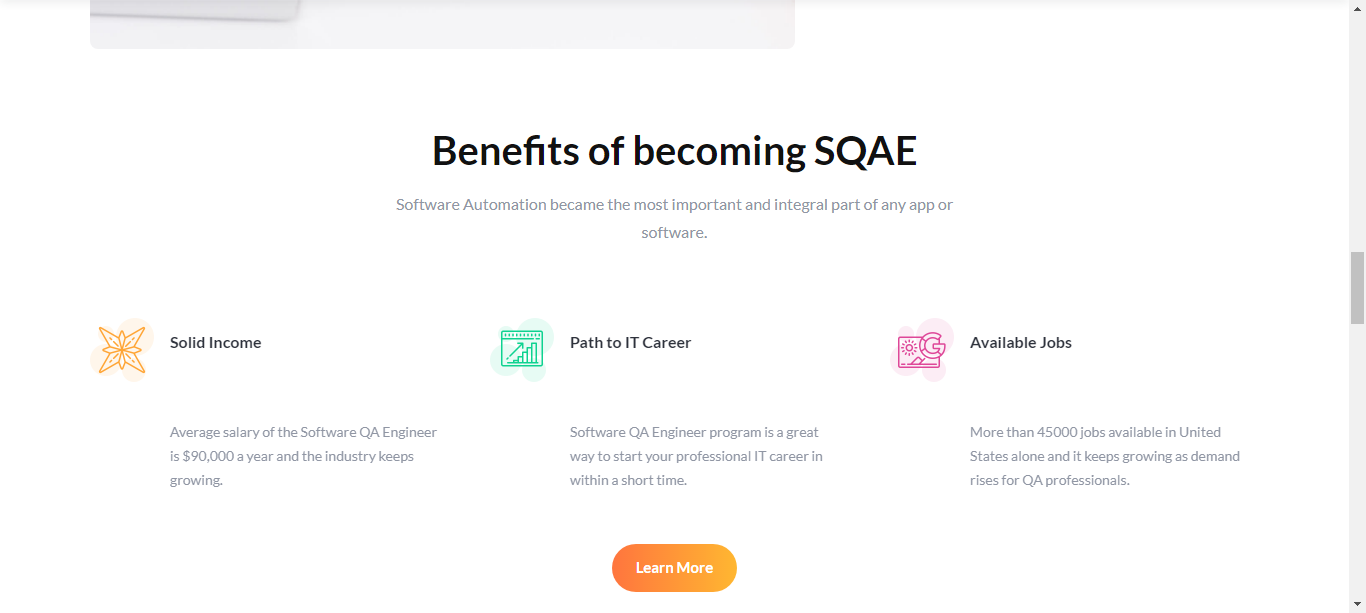 Benefits of becoming SQAE
Software Automation became the most important and integral part of any app or
software.
Solid Income
Average salary of the Software QA Engineer
is $90,000 a year and the industry keeps
growing.
Path to IT Career
Software QA Engineer program is a great
way to start your professional IT career in
within a short time.
Available Jobs
More than 45000 jobs available in United
States alone and it keeps growing as demand
rises for QA professionals.
Learn More